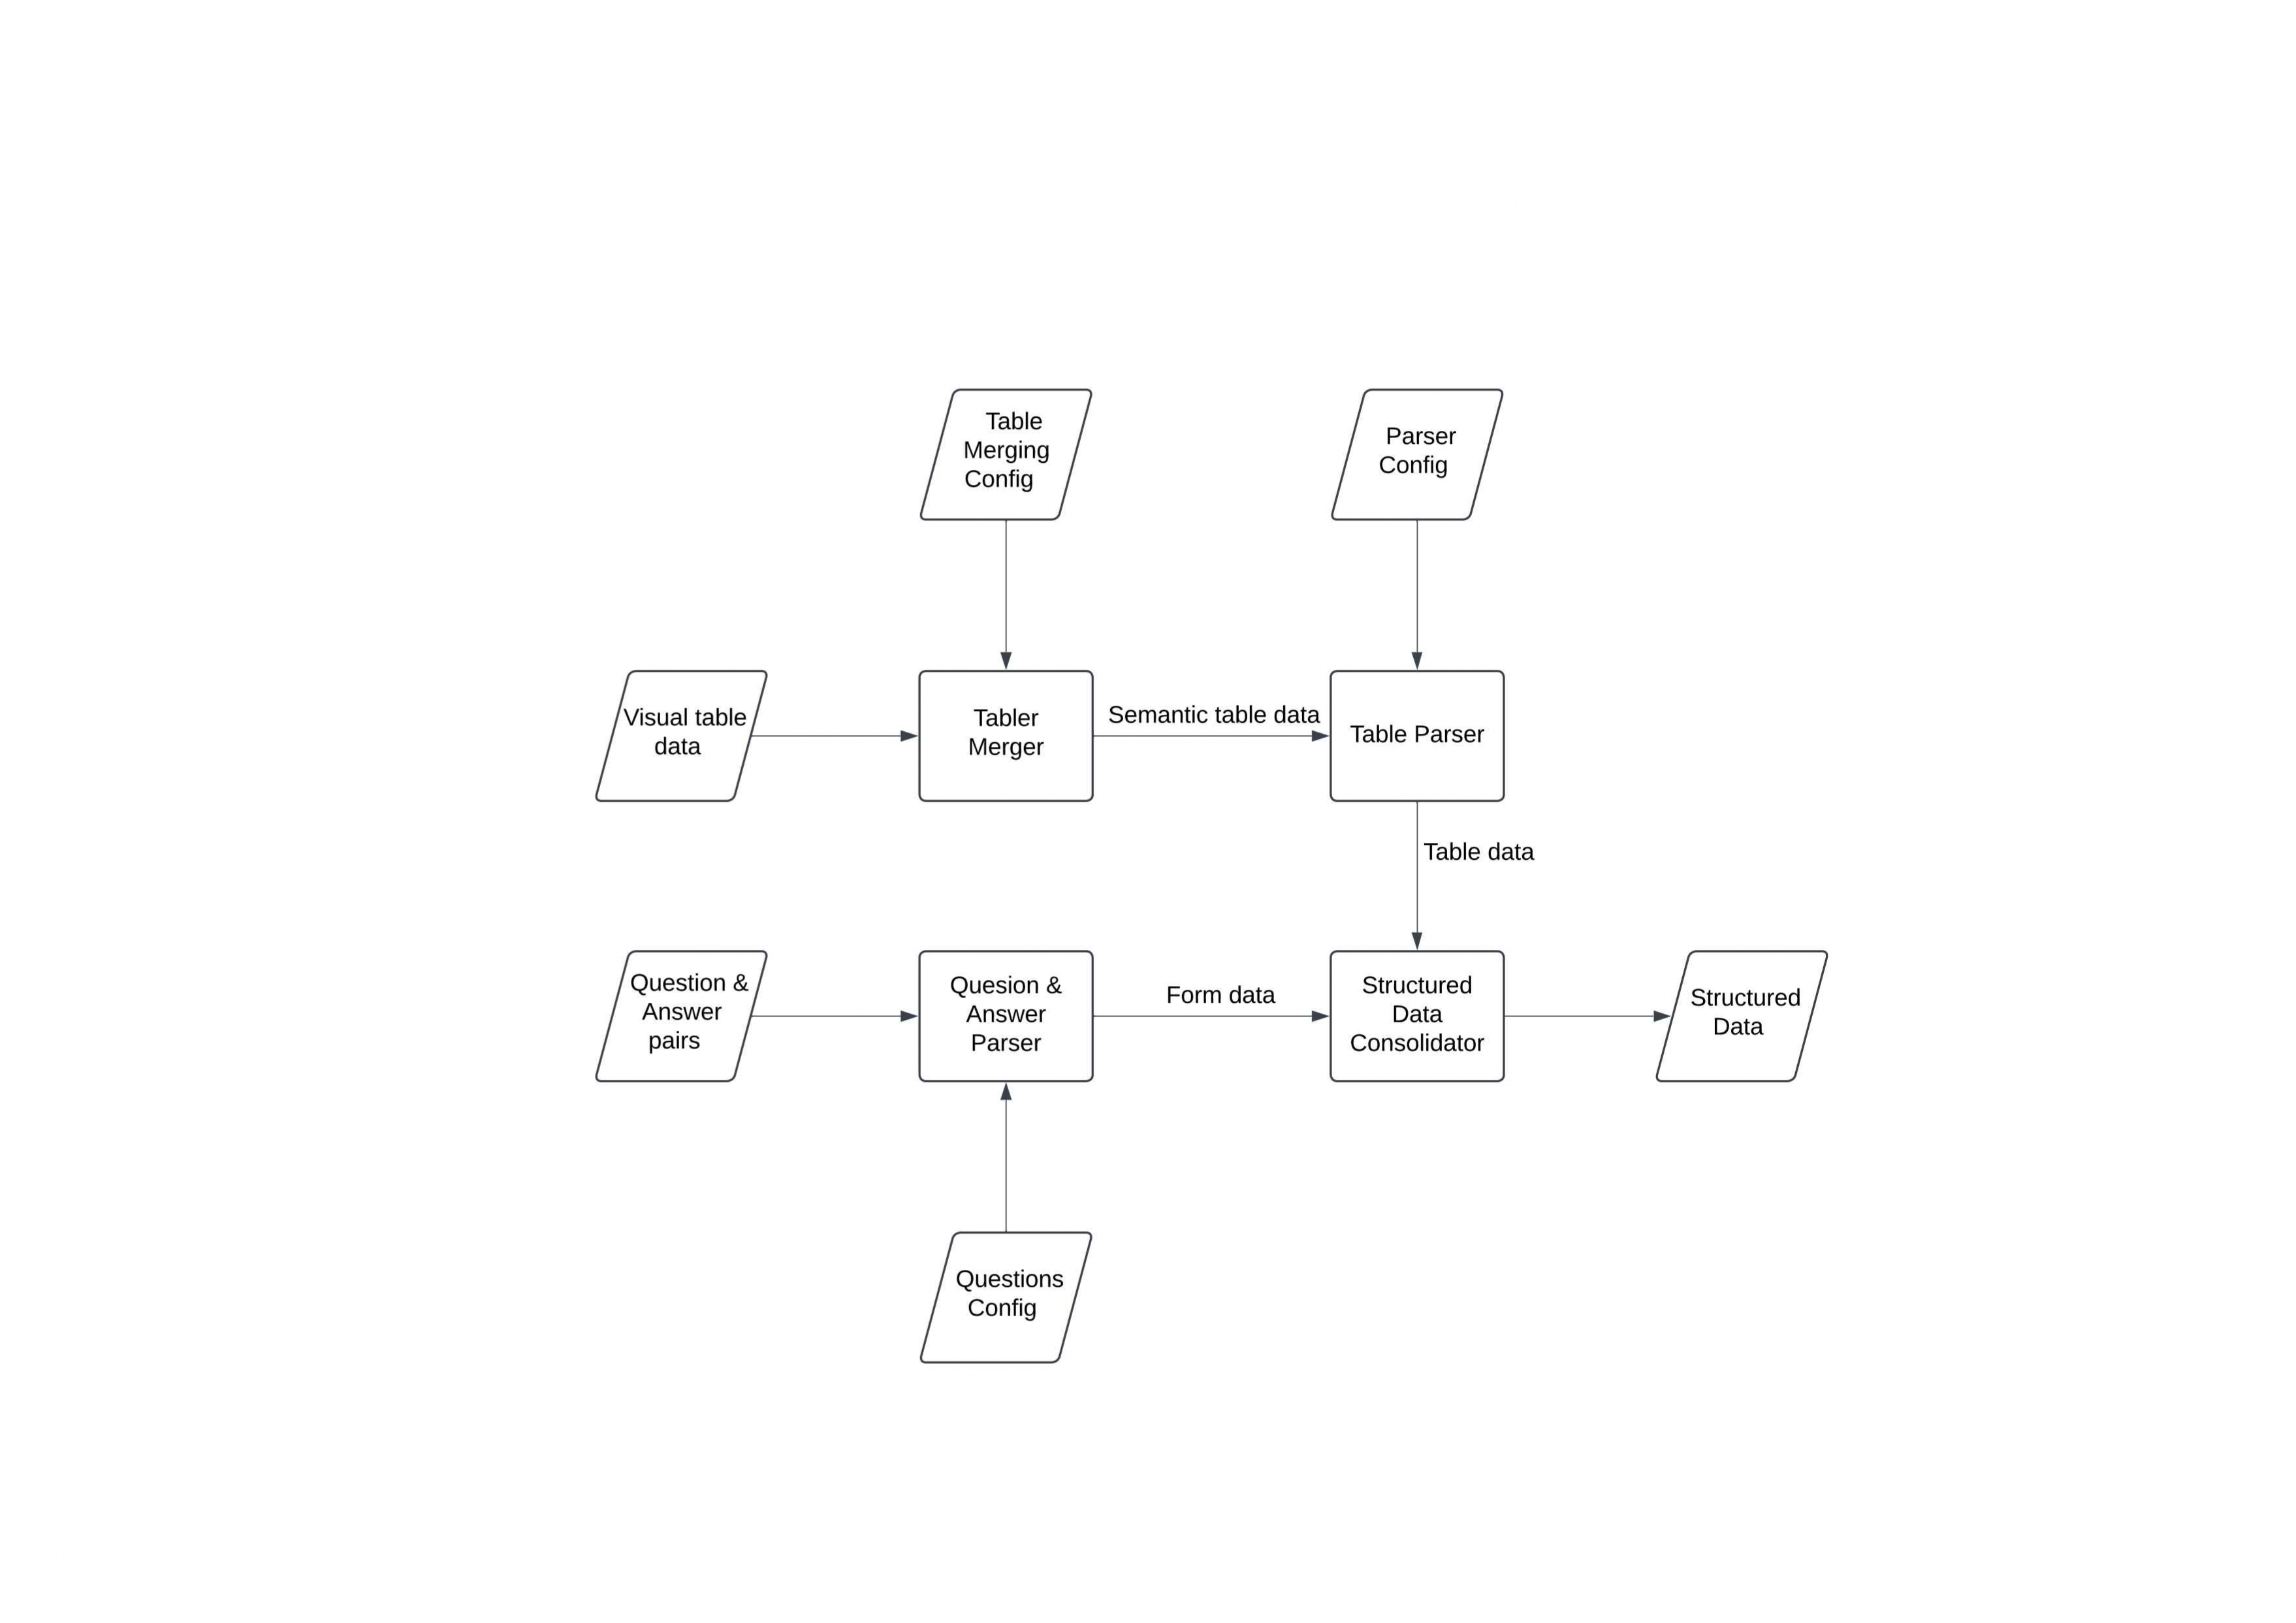 Table
Merging
Config
Parser
Config
Visual table
data
Tabler
Merger
Semantic table data
Table Parser
Table data
Question &
Answer
pairs
Quesion &
Answer
Parser
Form data
Structured
Data
Consolidator
Structured
Data
Questions
Config